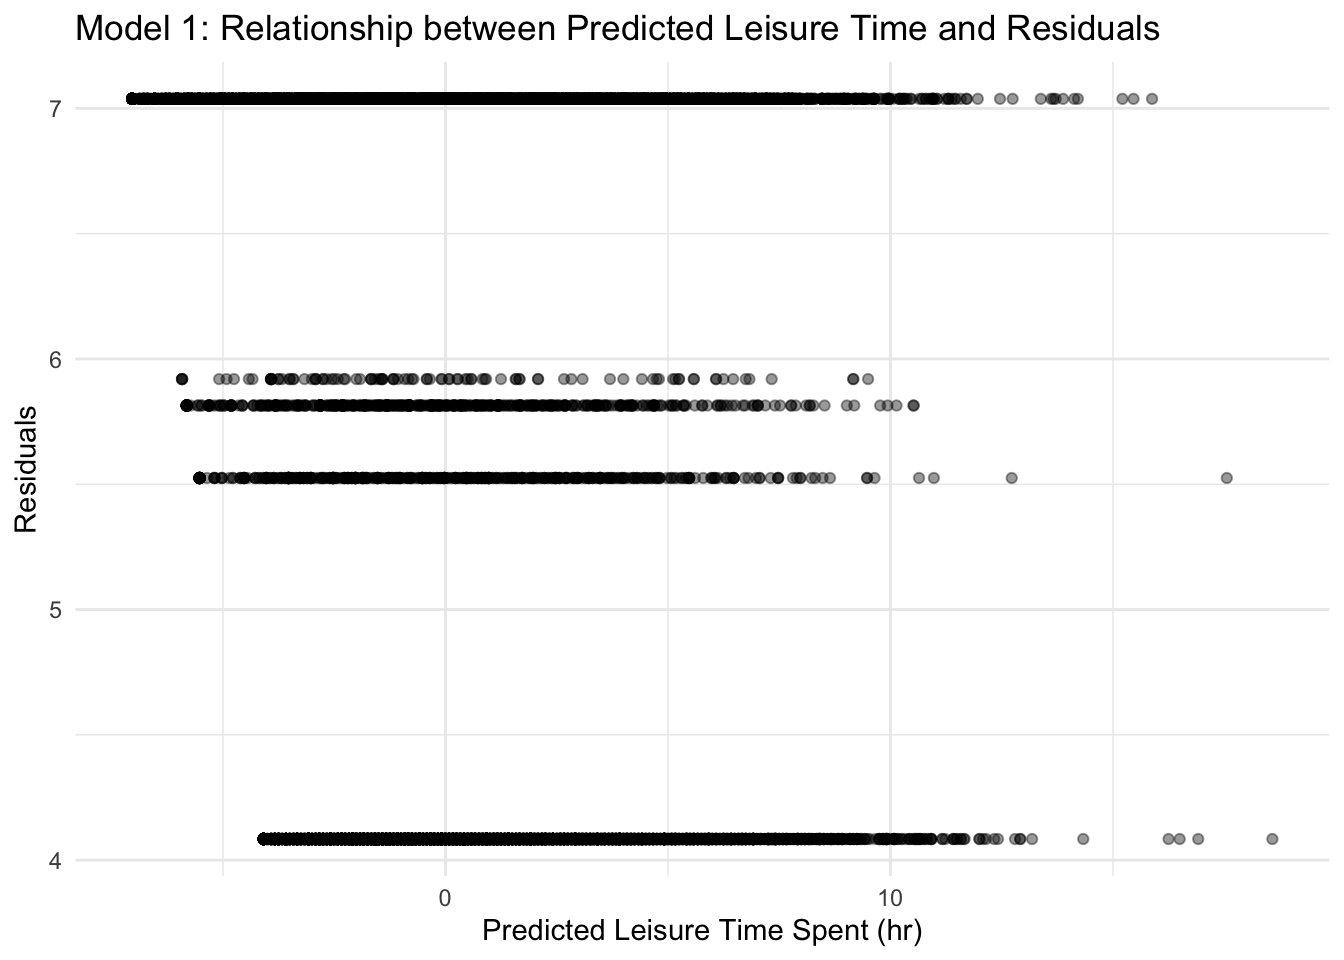 Model 1: Relationship between Predicted Leisure Time and Residuals
7
6
5
4
Residuals
0 10
Predicted Leisure Time Spent (hr)